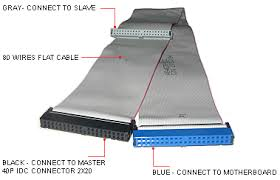 GRAY- CONNECT TO SLAVE
80 WIRES FLAT CABLE
BLACK - CONNECT TO MASTER
40P IDC CONNECTOR 2X20
BLUE - CONNECT TO MOTHERBOARD